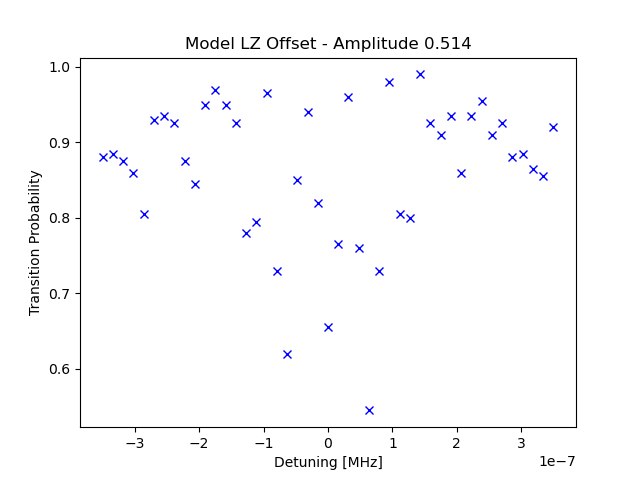 Model LZ Offset - Amplitude 0.514
1.0
0.9
0.8
0.7
0.6
Transition Probability
−3 −2 −1 0 1 2 3
1e−7
Detuning [MHz]